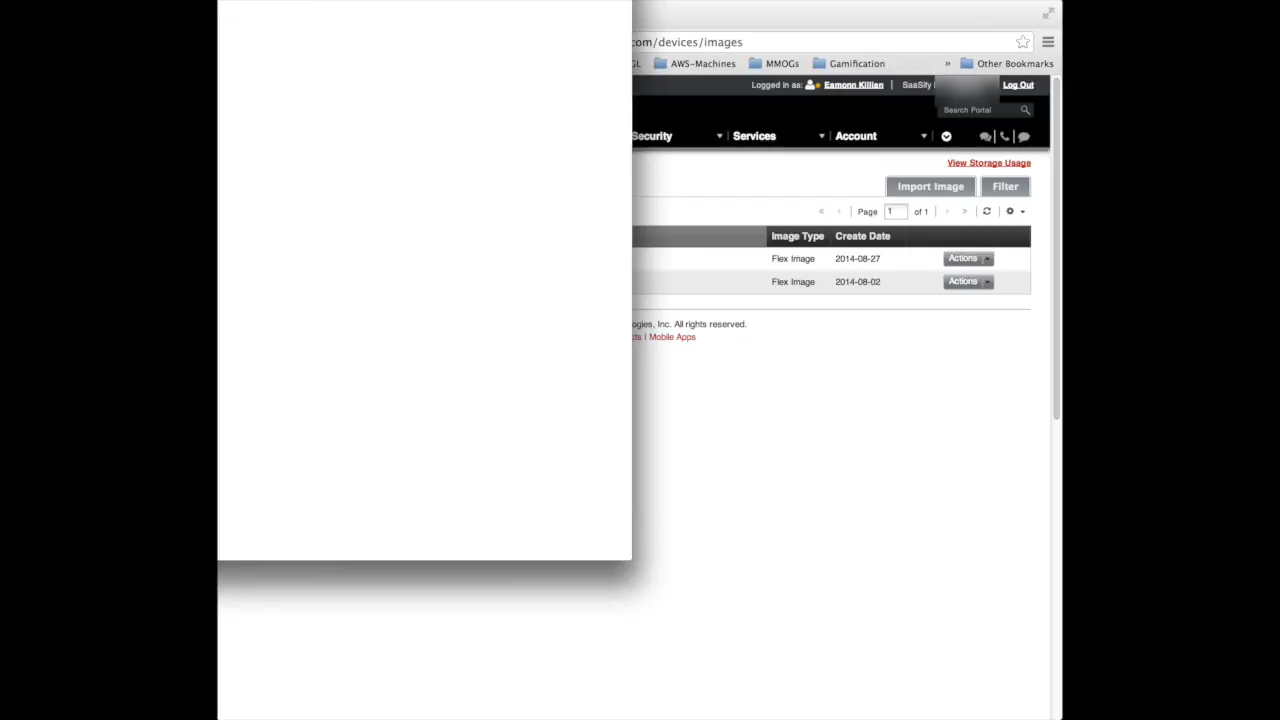 com/devices/images
GL AWS-Machines MMOGs Gamification » Other Bookmarks
Logged in as: Eamonn Killian | SaaSify Log Out
Search Portal
Security Services Account
View Storage Usage
Import Image Filter
Page 1 of 1
Image Type Create Date
Flex Image 2014-08-27 Actions
Flex Image 2014-08-02 Actions
ogies, Inc. All rights reserved.
cts | Mobile Apps